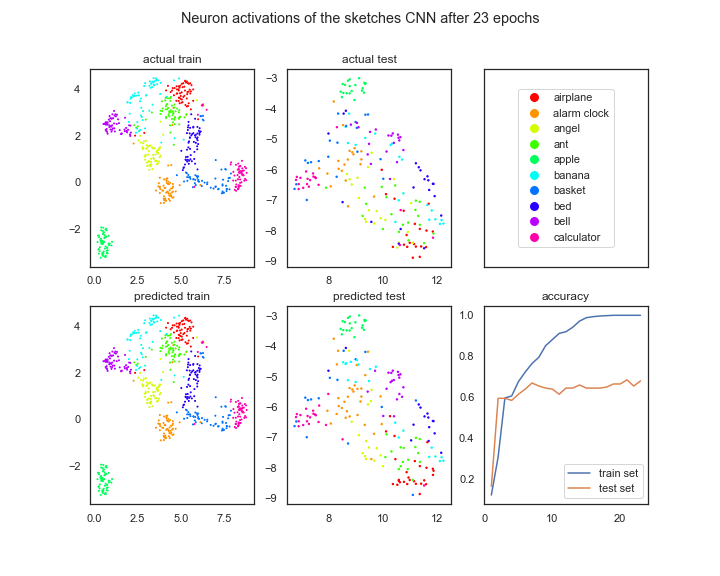 Neuron activations of the sketches CNN after 23 epochs
actual train
4
2
0
−2
0.0 2.5 5.0 7.5
actual test
−3
−4
−5
−6
−7
−8
−9
8 10 12
airplane
alarm clock
angel
ant
apple
banana
basket
bed
bell
calculator
predicted train
4
2
0
−2
0.0 2.5 5.0 7.5
predicted test
−3
−4
−5
−6
−7
−8
−9
8 10 12
accuracy
1.0
0.8
0.6
0.4
0.2
train set
test set
0 10 20